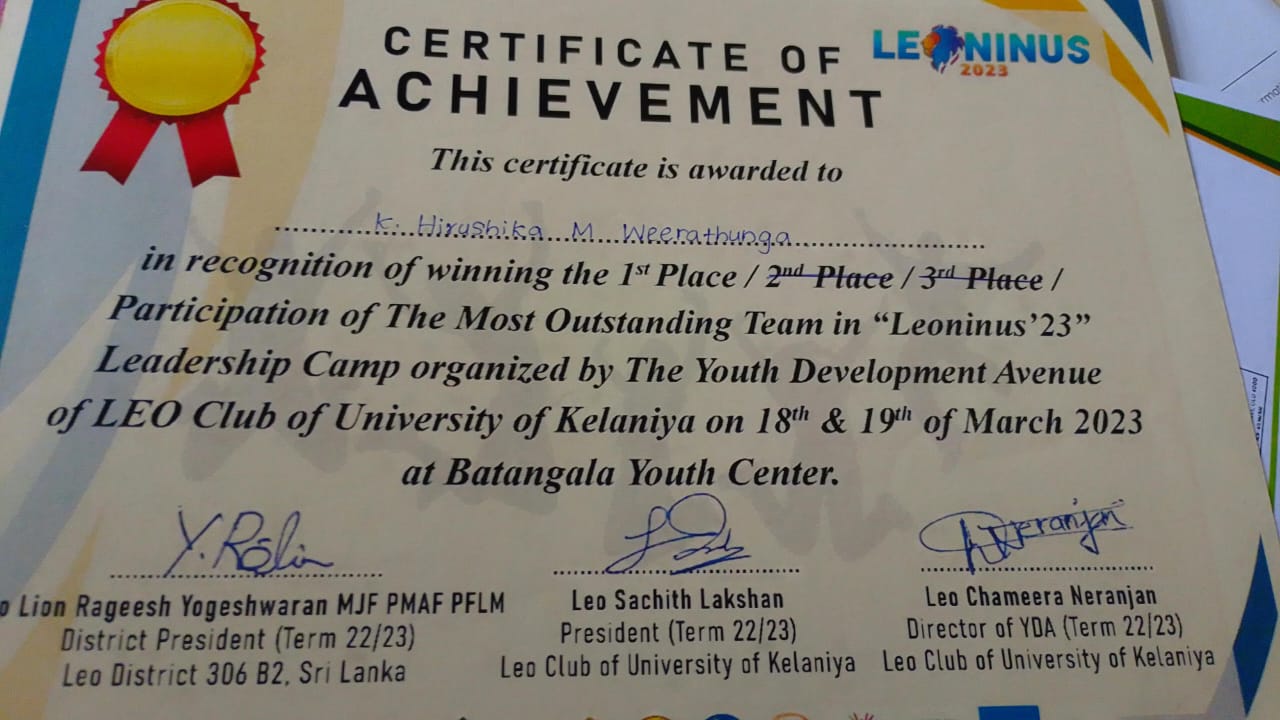 CERTIFICATE OF
LEONINUS
2023
ACHIEVEMENT
This certificate is awarded to
K. Hirushika M Weerathunga
in recognition of winning the 1st Place / 2nd Place / 3rd Place /
Participation of The Most Outstanding Team in “Leoninus’23”
Leadership Camp organized by The Youth Development Avenue
of LEO Club of University of Kelaniya on 18th & 19th of March 2023
at Batangala Youth Center.
Lion Rageesh Yogeshwaran MJF PMAF PFLM
District President (Term 22/23)
Leo District 306 B2, Sri Lanka
Leo Sachith Lakshan
President (Term 22/23)
Leo Club of University of Kelaniya
Neranjan
Leo Chameera Neranjan
Director of YDA (Term 22/23)
Leo Club of University of Kelaniya